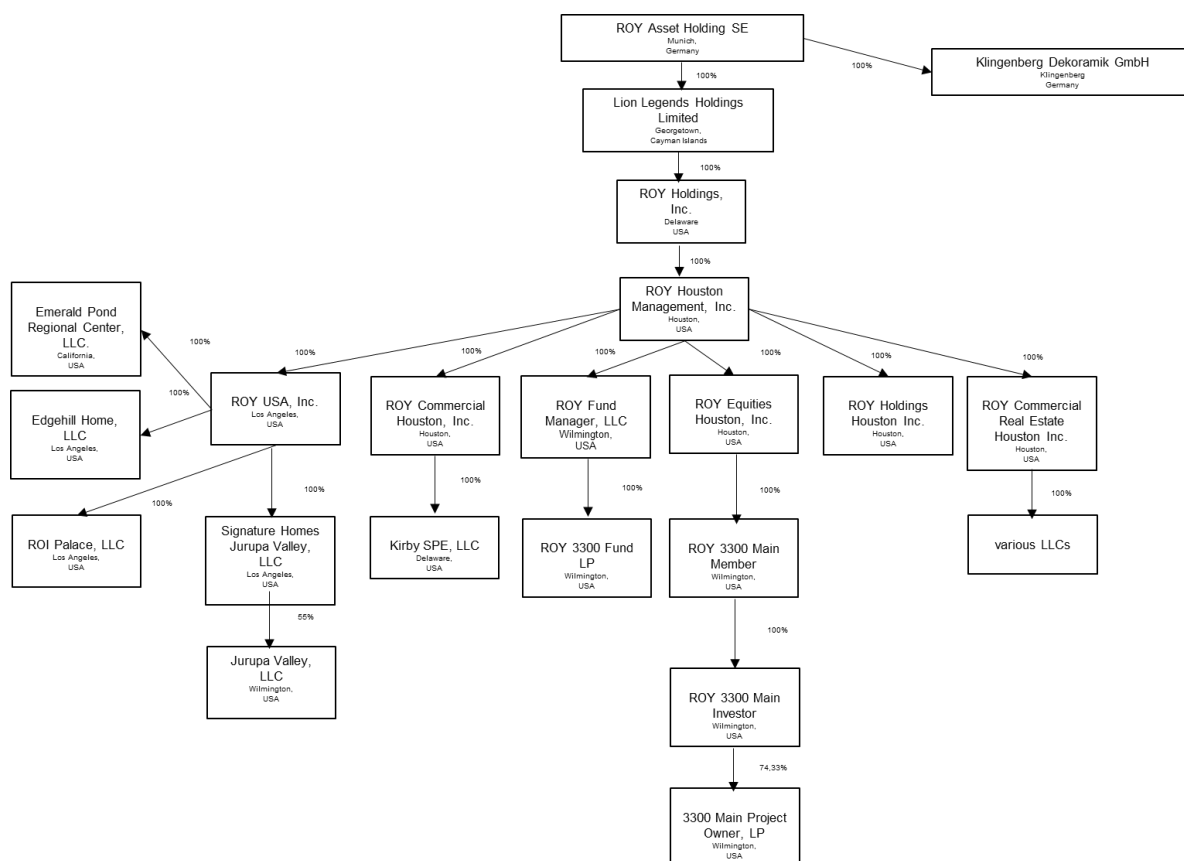 ROY Asset Holding SE
Munich,
Germany
100%
Klingenberg Dekoramik GmbH
Klingenberg
Germany
100%
Lion Legends Holdings
Limited
Georgetown,
Cayman Islands
100%
ROY Holdings,
Inc.
Delaware
USA
100%
ROY Houston
Management, Inc.
Houston,
USA
Emerald Pond
Regional Center,
LLC.
California,
USA
100%
100%
100%
100%
100%
100%
100%
100%
Edgehill Home,
LLC
Los Angeles,
USA
ROY USA, Inc.
Los Angeles,
USA
ROY Commercial
Houston, Inc.
Houston,
USA
ROY Fund
Manager, LLC
Wilmington,
USA
ROY Equities
Houston, Inc.
Houston,
USA
ROY Holdings
Houston Inc.
Houston,
USA
ROY Commercial
Real Estate
Houston Inc.
Houston,
USA
100%
100%
100%
100%
100%
100%
ROI Palace, LLC
Los Angeles,
USA
Signature Homes
Jurupa Valley,
LLC
Los Angeles,
USA
Kirby SPE, LLC
Delaware,
USA
ROY 3300 Fund
LP
Wilmington,
USA
ROY 3300 Main
Member
Wilmington,
USA
various LLCs
55%
100%
Jurupa Valley,
LLC
Wilmington,
USA
ROY 3300 Main
Investor
Wilmington,
USA
74,33%
3300 Main Project
Owner, LP
Wilmington,
USA